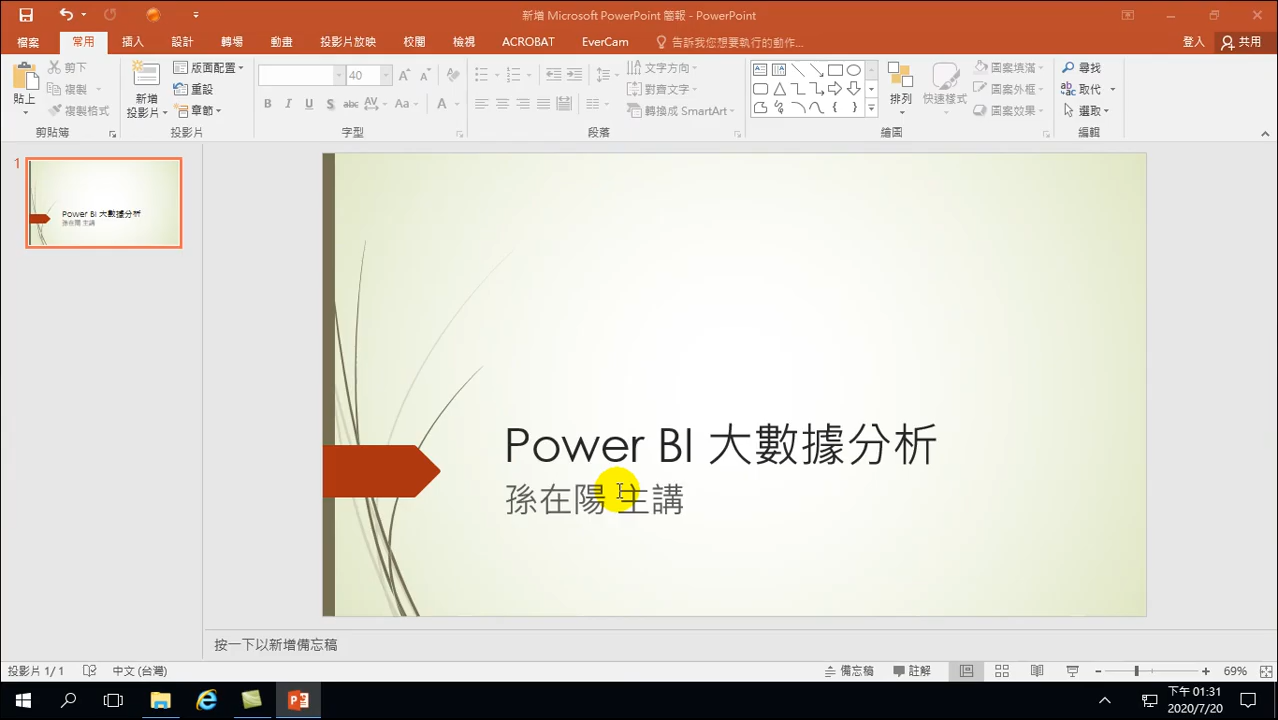 新增 Microsoft PowerPoint 簡報 - PowerPoint
檔案 常用 插入 設計 轉場 動畫 投影片放映 校閱 檢視 ACROBAT EverCam 告訴我您想要執行的動作... 登入 共用
貼上
剪下
複製
複製格式
剪貼簿
新增
投影片
版面配置
重設
章節
投影片
40
B I U S abc AV Aa A
字型
文字方向
對齊文字
轉換成 SmartArt
段落
排列
快速樣式
圖案填滿
圖案外框
圖案效果
繪圖
尋找
取代
選取
編輯
1
Power BI 大數據分析
孫在陽 主講
Power BI 大數據分析
孫在陽 主講
按一下以新增備忘稿
投影片 1/1 中文 (台灣) 備忘稿 註解 69%
下午 01:31
2020/7/20